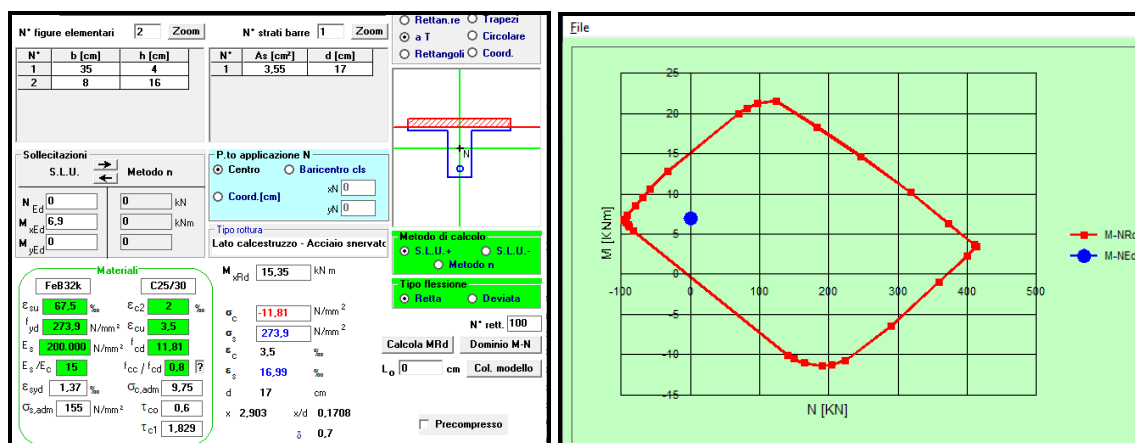 N° figure elementari 2 Zoom N° strati barre 1 Zoom
N° b [cm] h [cm]
1 35 4
2 8 16
N° As [cm²] d [cm]
1 3,55 17
Rettan.re Trapezi
a T Circolare
Rettangoli Coord.
N
Sollecitazioni
S.L.U. Metodo n
N Ed 0 0 kN
M xEd 6,9 0 kNm
M yEd 0 0
P.to applicazione N
Centro Baricentro cls
Coord.[cm] xN 0
yN 0
Tipo rottura
Lato calcestruzzo - Acciaio snervato
Metodo di calcolo
S.L.U.+ S.L.U.-
Metodo n
Tipo flessione
Retta Deviata
N° rett. 100
Calcola MRd Dominio M-N
L₀ 0 cm Col. modello
Precompresso
Materiali
FeB32k C25/30
εsu 67,5 ‰ εc2 2 ‰
fyd 273,9 N/mm² εcu 3,5
Es 200.000 N/mm² fcd 11,81
Es/Ec 15 fcc / fcd 0,8 ?
εsyd 1,37 ‰ σc,adm 9,75
σs,adm 155 N/mm² τco 0,6
τc1 1,829
M xRd 15,35 kN m
σc -11,81 N/mm²
σs 273,9 N/mm²
εc 3,5 ‰
εs 16,99 ‰
d 17 cm
x 2,903 x/d 0,1708
δ 0,7
File
M [KNm]
25
20
15
10
5
0
-5
-10
-15
-100 0 100 200 300 400 500
N [KN]
M-NRd
M-NEd